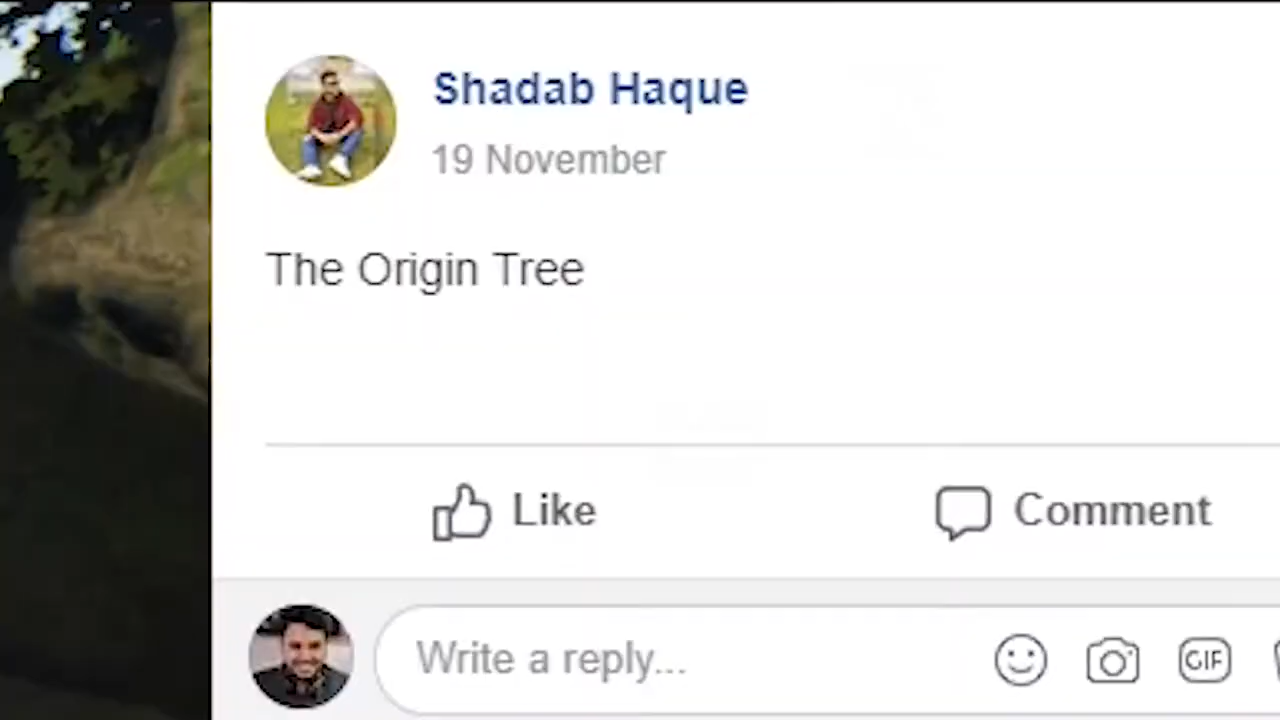 Shadab Haque
19 November
The Origin Tree
Like
Comment
Write a reply...
GIF